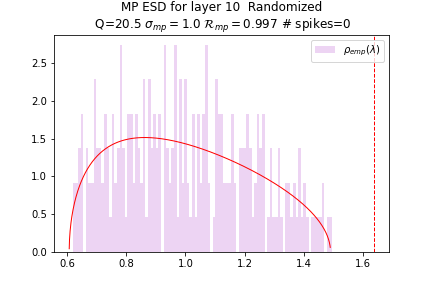 MP ESD for layer 10 Randomized
Q=20.5 σₘₚ = 1.0 𝓡ₘₚ = 0.997 # spikes=0
ρₑₘₚ(λ)
2.5
2.0
1.5
1.0
0.5
0.0
0.6 0.8 1.0 1.2 1.4 1.6